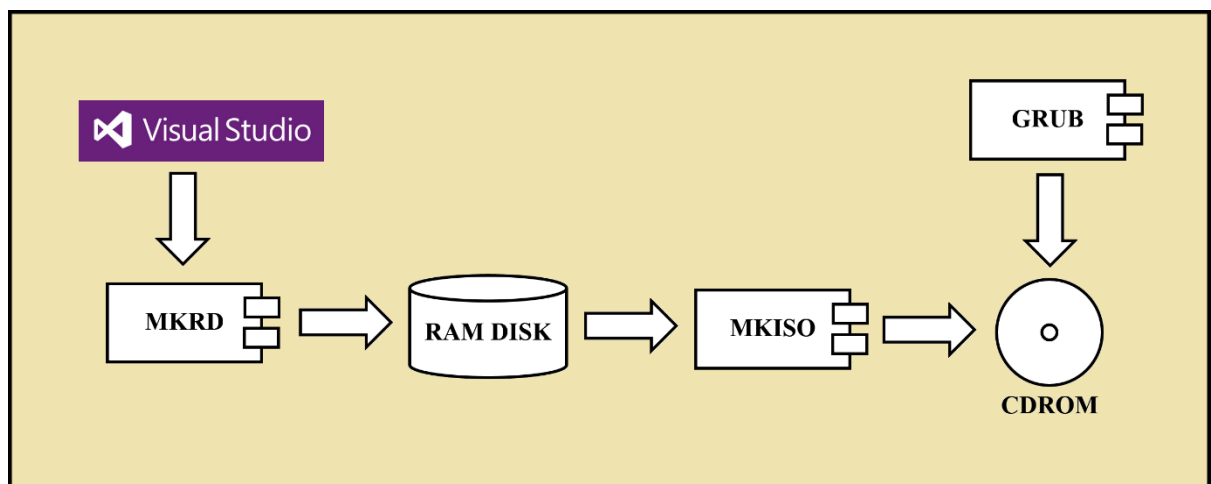 Visual Studio
GRUB
MKRD
RAM DISK
MKISO
CDROM